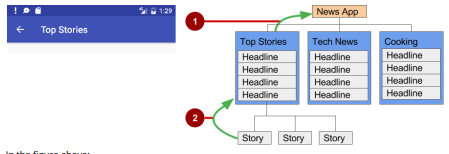 1:29
Top Stories
News App
1
Top Stories
Headline
Headline
Headline
Headline
Tech News
Headline
Headline
Headline
Headline
Cooking
Headline
Headline
Headline
Headline
2
Story
Story
Story
In the figure above: